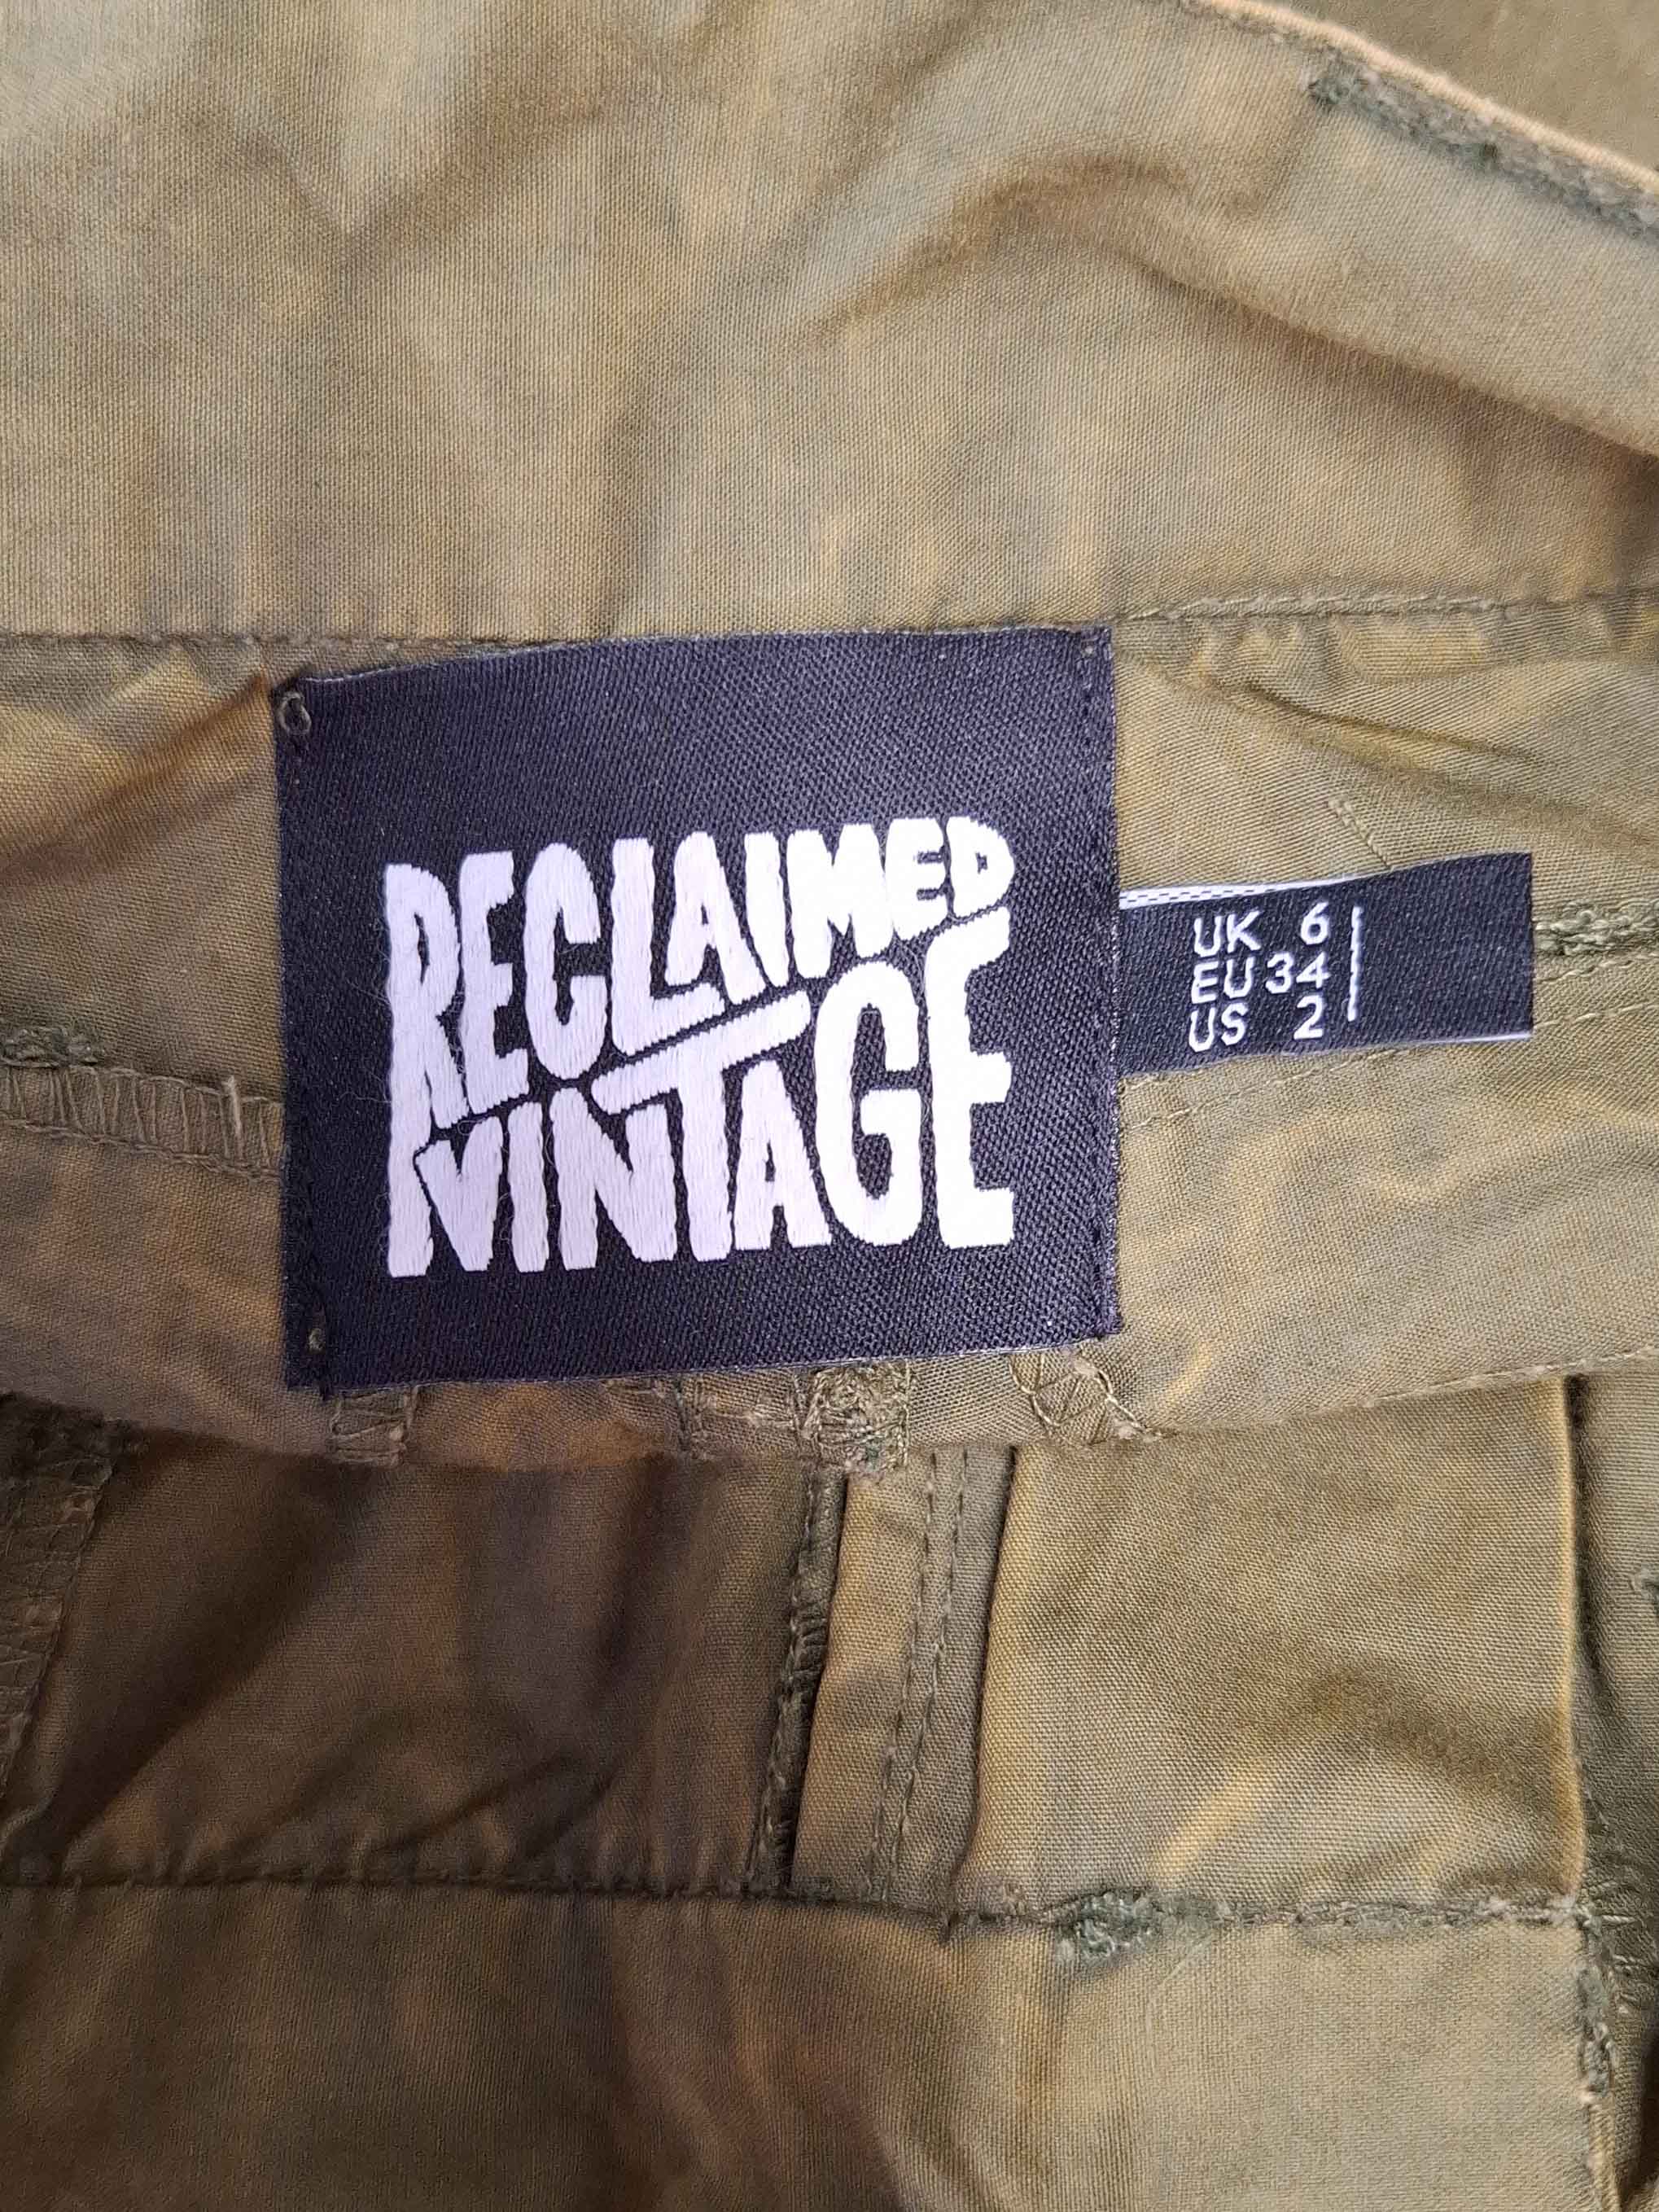 RECLAIMED
VINTAGE
UK 6
EU 34
US 2